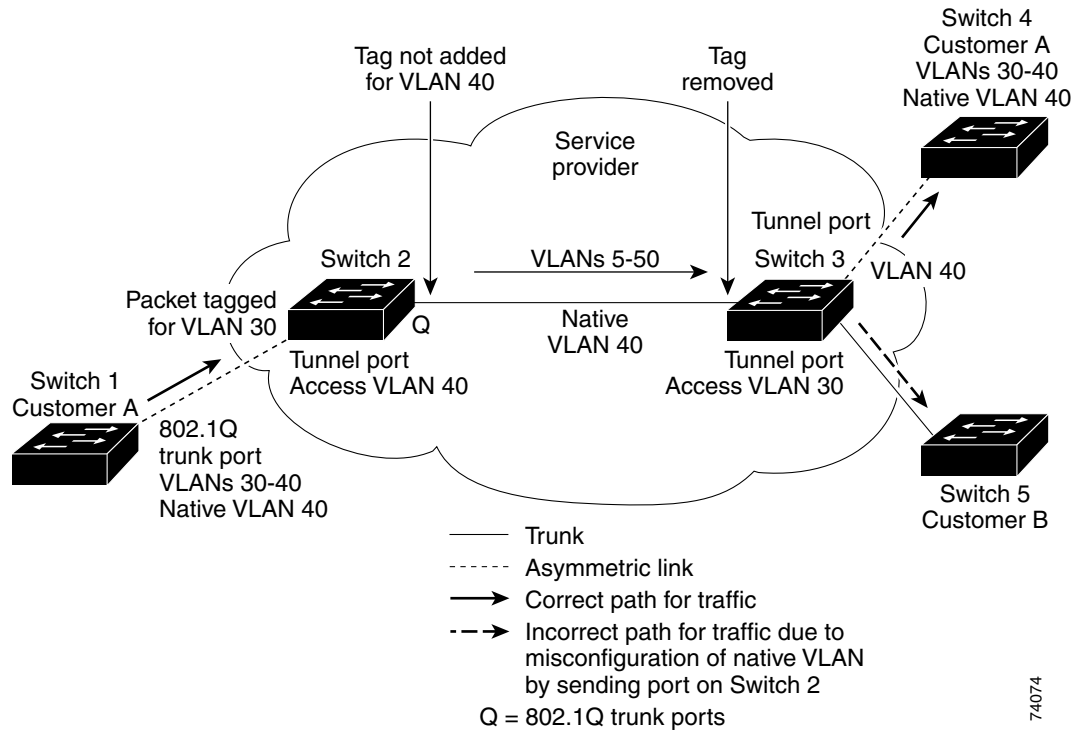 Switch 4
Customer A
VLANs 30-40
Native VLAN 40
Tag not added
for VLAN 40
Tag
removed
Service
provider
Tunnel port
Switch 2
VLANs 5-50
Switch 3
VLAN 40
Packet tagged
for VLAN 30
Q
Native
VLAN 40
Tunnel port
Access VLAN 40
Tunnel port
Access VLAN 30
Switch 1
Customer A
802.1Q
trunk port
VLANs 30-40
Native VLAN 40
Switch 5
Customer B
Trunk
Asymmetric link
Correct path for traffic
Incorrect path for traffic due to
misconfiguration of native VLAN
by sending port on Switch 2
Q = 802.1Q trunk ports
74074